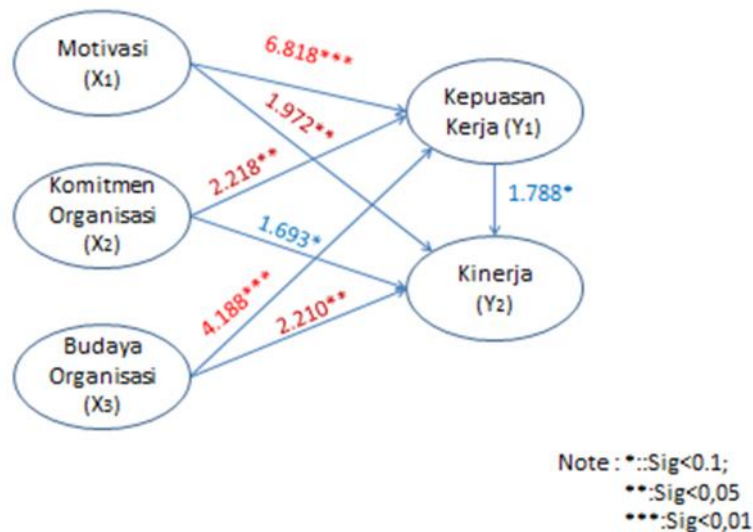 Motivasi
(X1)
6.818***
1.972**
Kepuasan
Kerja (Y1)
Komitmen
Organisasi
(X2)
2.218**
1.693*
1.788*
Kinerja
(Y2)
Budaya
Organisasi
(X3)
4.188***
2.210**
Note : *::Sig<0.1;
**:Sig<0,05
***:Sig<0,01